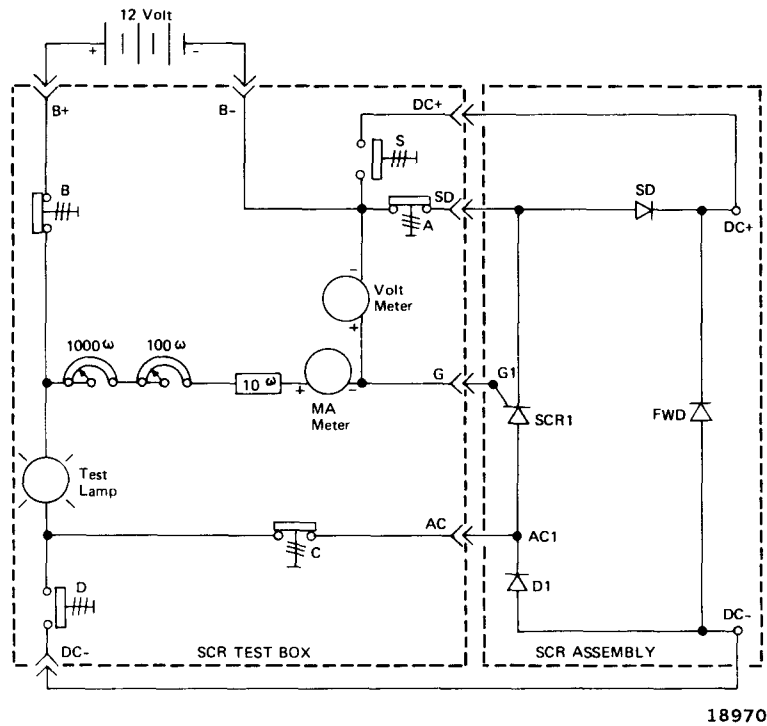 12 Volt
+
-
B+
B-
DC+
S
B
SD
A
SD
DC+
-
Volt
Meter
+
1000 ω
100 ω
10 ω
+
-
MA
Meter
G
G1
SCR1
FWD
Test
Lamp
AC
AC1
C
D1
D
DC-
DC-
SCR TEST BOX
SCR ASSEMBLY
18970